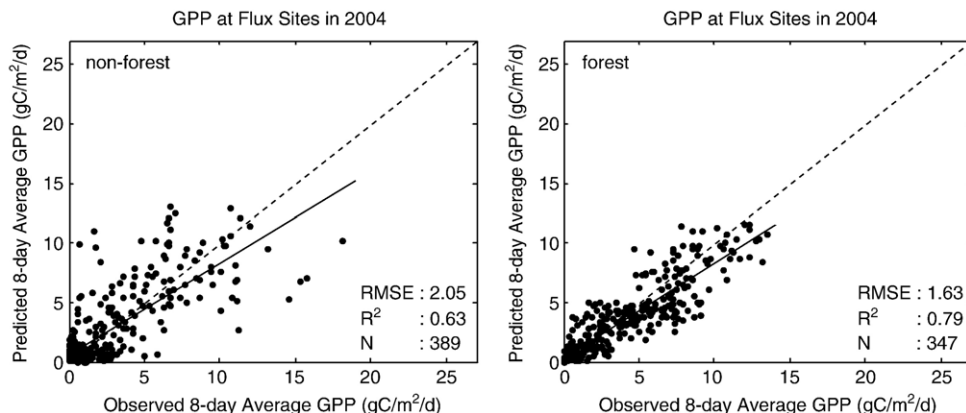 GPP at Flux Sites in 2004
Predicted 8-day Average GPP (gC/m²/d)
25
20
15
10
5
0
non-forest
RMSE : 2.05
R² : 0.63
N : 389
0 5 10 15 20 25
Observed 8-day Average GPP (gC/m²/d)
GPP at Flux Sites in 2004
Predicted 8-day Average GPP (gC/m²/d)
25
20
15
10
5
0
forest
RMSE : 1.63
R² : 0.79
N : 347
0 5 10 15 20 25
Observed 8-day Average GPP (gC/m²/d)